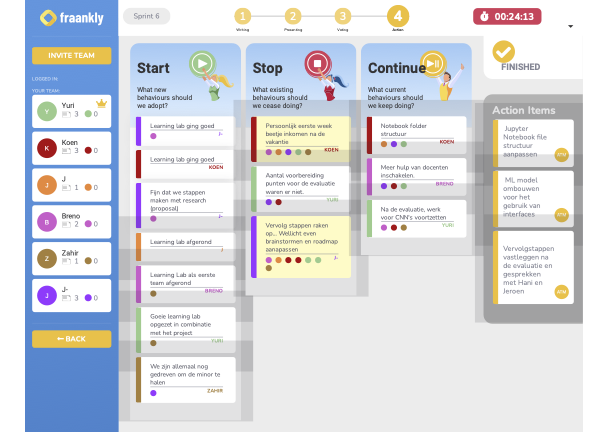 fraankly
INVITE TEAM
LOGGED IN:
YOUR TEAM:
Yuri
3 0
Koen
3 0
J
1 0
Breno
2 0
Zahir
1 0
J-
3 0
BACK
Sprint 6
1 2 3 4
Writing Presenting Voting Action
00:24:13
Start
What new
behaviours should
we adopt?
Learning lab ging goed
J-
Learning lab ging goed
KOEN
Fijn dat we stappen
maken met research
(proposal)
J-
Learning lab afgerond
J
Learning Lab als eerste
team afgerond
BRENO
Goeie learning lab
opgezet in combinatie
met het project
YURI
We zijn allemaal nog
gedreven om de minor te
halen
ZAHIR
Stop
What existing
behaviours should
we cease doing?
Persoonlijk eerste week
beetje inkomen na de
vakantie
KOEN
Aantal voorbereiding
punten voor de evaluatie
waren er niet.
YURI
Vervolg stappen raken
op... Wellicht even
brainstormen en roadmap
aanapassen
J-
Continue
What current
behaviours should
we keep doing?
Notebook folder
structuur
KOEN
Meer hulp van docenten
inschakelen.
BRENO
Na de evaluatie, werk
voor CNN's voortzetten
YURI
FINISHED
Action Items
Jupyter
Notebook file
structuur
aanpassen
ML model
ombouwen
voor het
gebruik van
interfaces
Vervolgstappen
vastleggen na
de evaluatie en
gesprekken
met Hani en
Jeroen